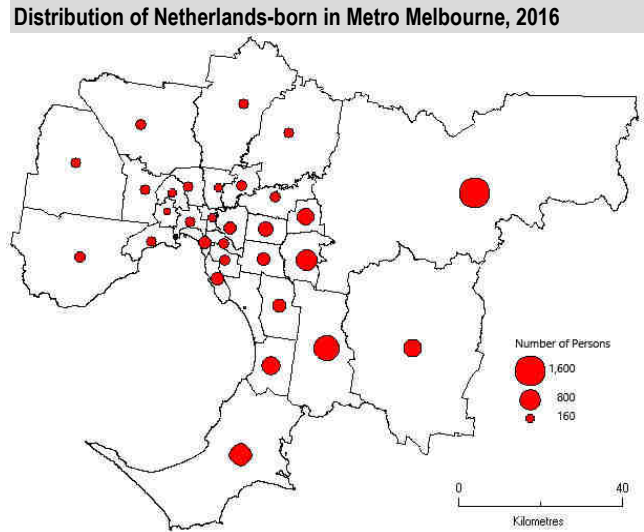 Distribution of Netherlands-born in Metro Melbourne, 2016
Number of Persons
1,600
800
160
0 40
Kilometres